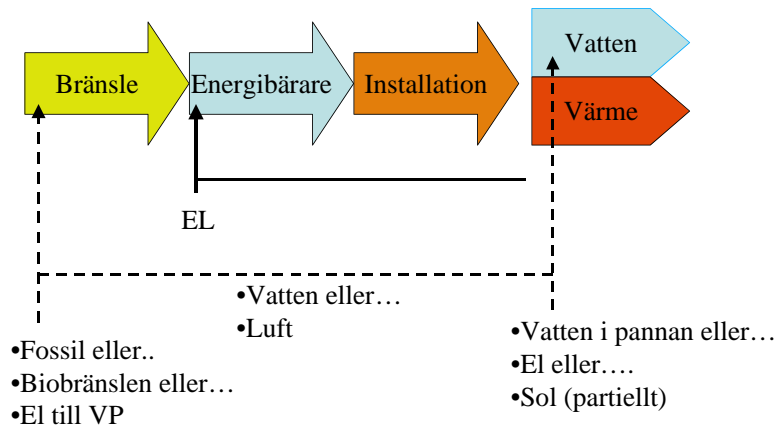 Bränsle
Energibärare
Installation
Vatten
Värme
EL
•Vatten eller…
•Luft
•Fossil eller..
•Biobränslen eller…
•El till VP
•Vatten i pannan eller…
•El eller….
•Sol (partiellt)